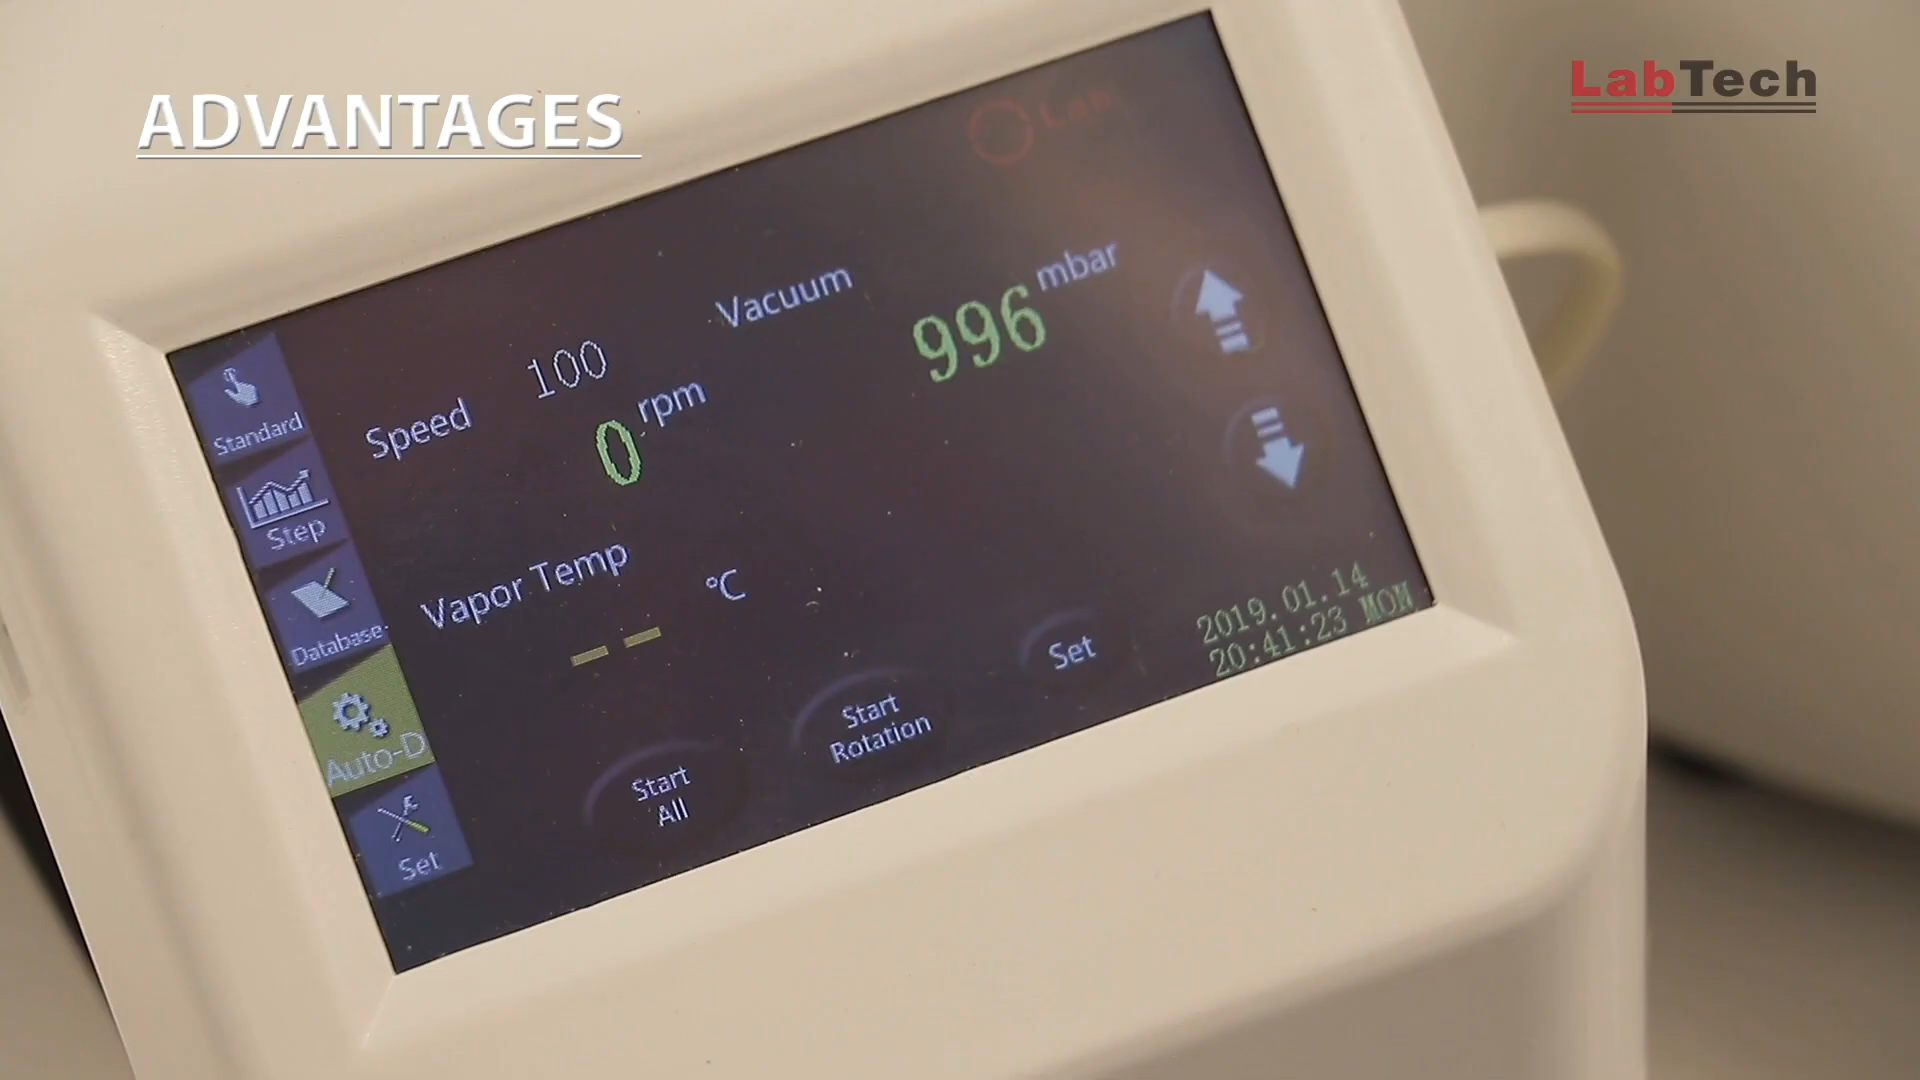 ADVANTAGES
LabTech
Lab
Standard
Step
Database
Auto-D
Set
Speed
100
0 rpm
Vacuum
996 mbar
Vapor Temp
-- °C
Start
All
Start
Rotation
Set
2019.01.14
20:41:23 MON